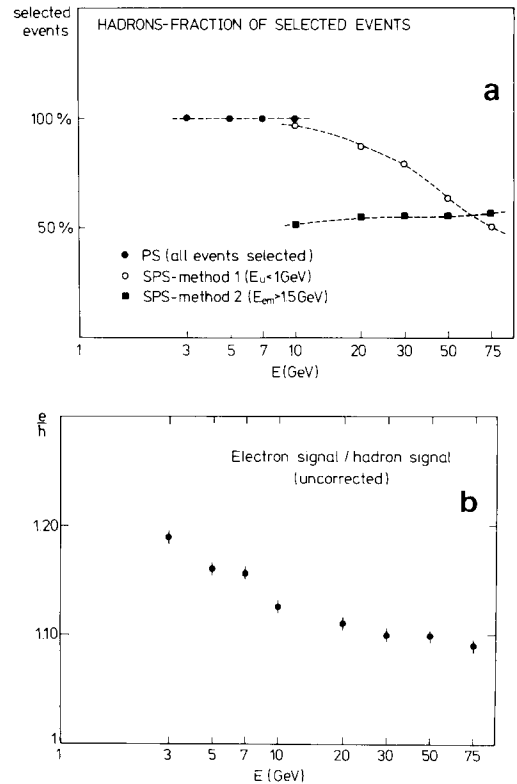 selected
events
HADRONS-FRACTION OF SELECTED EVENTS
a
100 %
50 %
● PS (all events selected)
○ SPS-method 1 (Eu<1GeV)
■ SPS-method 2 (Eem>1.5GeV)
1 3 5 7 10 20 30 50 75
E(GeV)
e/h
Electron signal / hadron signal
(uncorrected)
b
1.20
1.10
1
1 3 5 7 10 20 30 50 75
E (GeV)